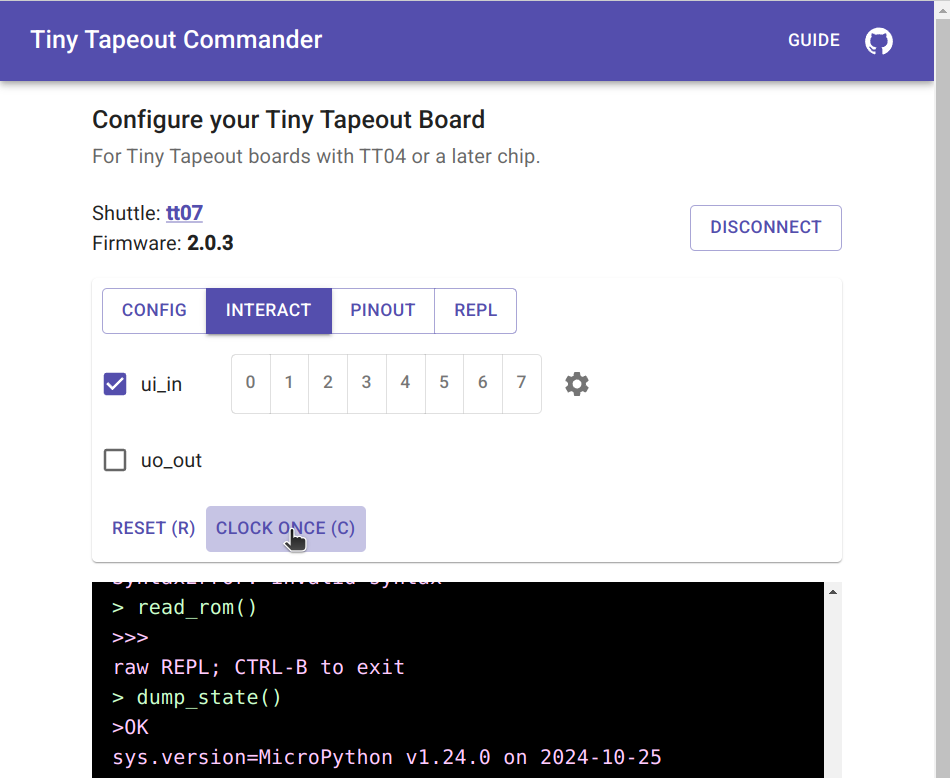 Tiny Tapeout Commander
GUIDE
Configure your Tiny Tapeout Board
For Tiny Tapeout boards with TT04 or a later chip.
Shuttle: tt07
Firmware: 2.0.3
DISCONNECT
CONFIG INTERACT PINOUT REPL
ui_in 0 1 2 3 4 5 6 7
uo_out
RESET (R) CLOCK ONCE (C)
SyntaxError: invalid syntax
> read_rom()
>>>
raw REPL; CTRL-B to exit
> dump_state()
>OK
sys.version=MicroPython v1.24.0 on 2024-10-25